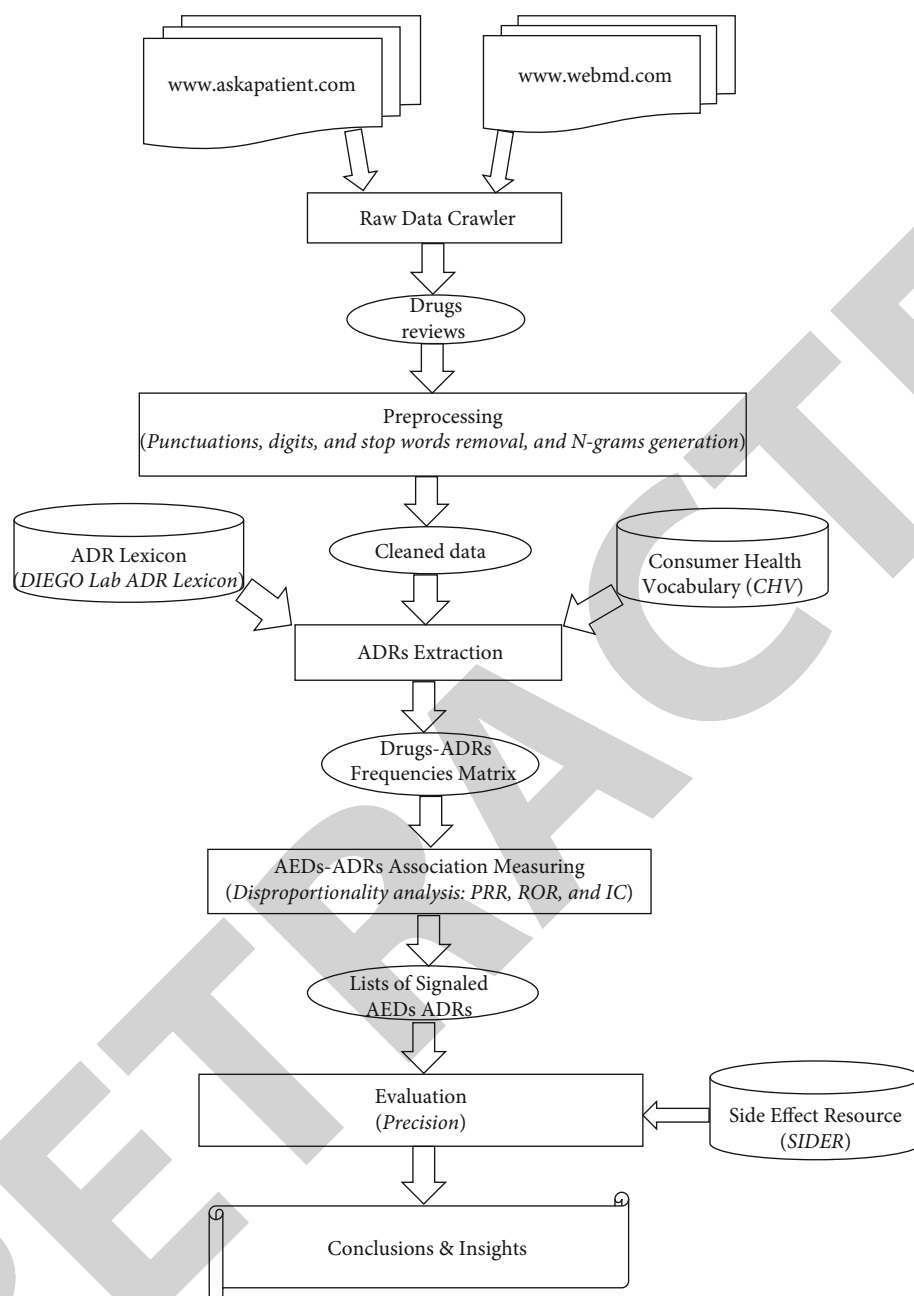 www.askapatient.com
www.webmd.com
Raw Data Crawler
Drugs
reviews
Preprocessing
(Punctuations, digits, and stop words removal, and N-grams generation)
ADR Lexicon
(DIEGO Lab ADR Lexicon)
Cleaned data
Consumer Health
Vocabulary (CHV)
ADRs Extraction
Drugs-ADRs
Frequencies Matrix
AEDs-ADRs Association Measuring
(Disproportionality analysis: PRR, ROR, and IC)
Lists of Signaled
AEDs ADRs
Evaluation
(Precision)
Side Effect Resource
(SIDER)
Conclusions & Insights
RETRACTE